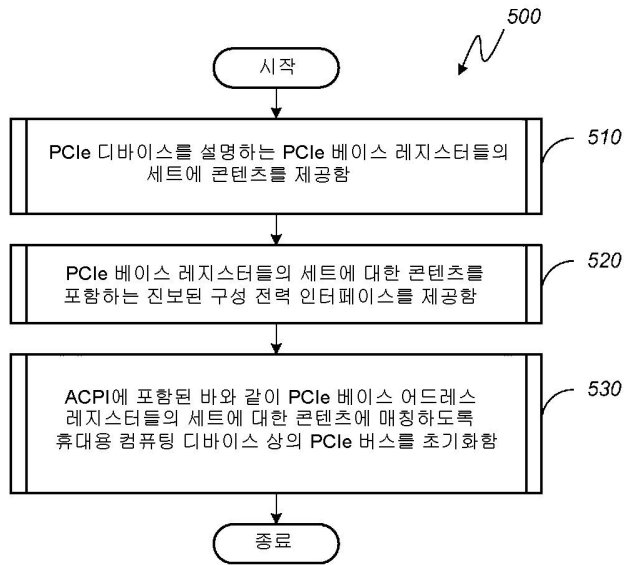 500
시작
PCIe 디바이스를 설명하는 PCIe 베이스 레지스터들의
세트에 콘텐츠를 제공함
510
PCIe 베이스 레지스터들의 세트에 대한 콘텐츠를
포함하는 진보된 구성 전력 인터페이스를 제공함
520
ACPI에 포함된 바와 같이 PCIe 베이스 어드레스
레지스터들의 세트에 대한 콘텐츠에 매칭하도록
휴대용 컴퓨팅 디바이스 상의 PCIe 버스를 초기화함
530
종료